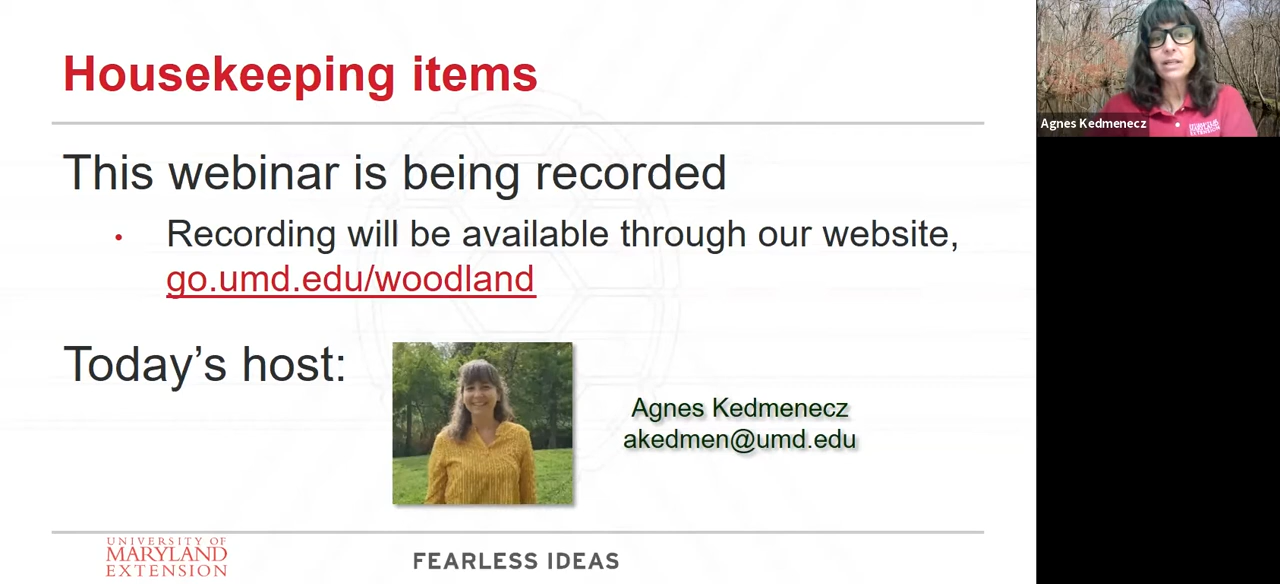 Housekeeping items
This webinar is being recorded
• Recording will be available through our website,
go.umd.edu/woodland
Today’s host:
Agnes Kedmenecz
akedmen@umd.edu
UNIVERSITY OF
MARYLAND
EXTENSION
FEARLESS IDEAS
Agnes Kedmenecz
EXTENSION